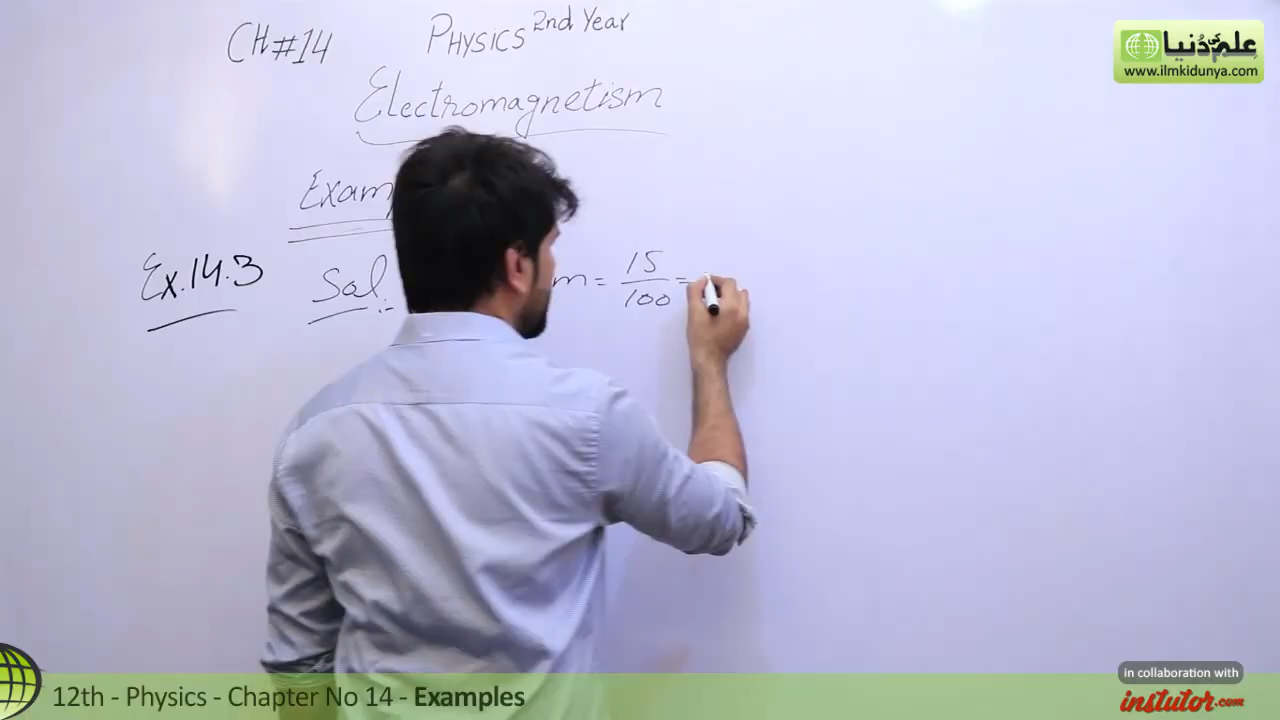 CH#14 PHYSICS 2nd Year
Electromagnetism
Exam
Ex.14.3 Sol:- m = 15/100 =
علم کی دنیا
www.ilmkidunya.com
in collaboration with
instutor.com
12th - Physics - Chapter No 14 - Examples